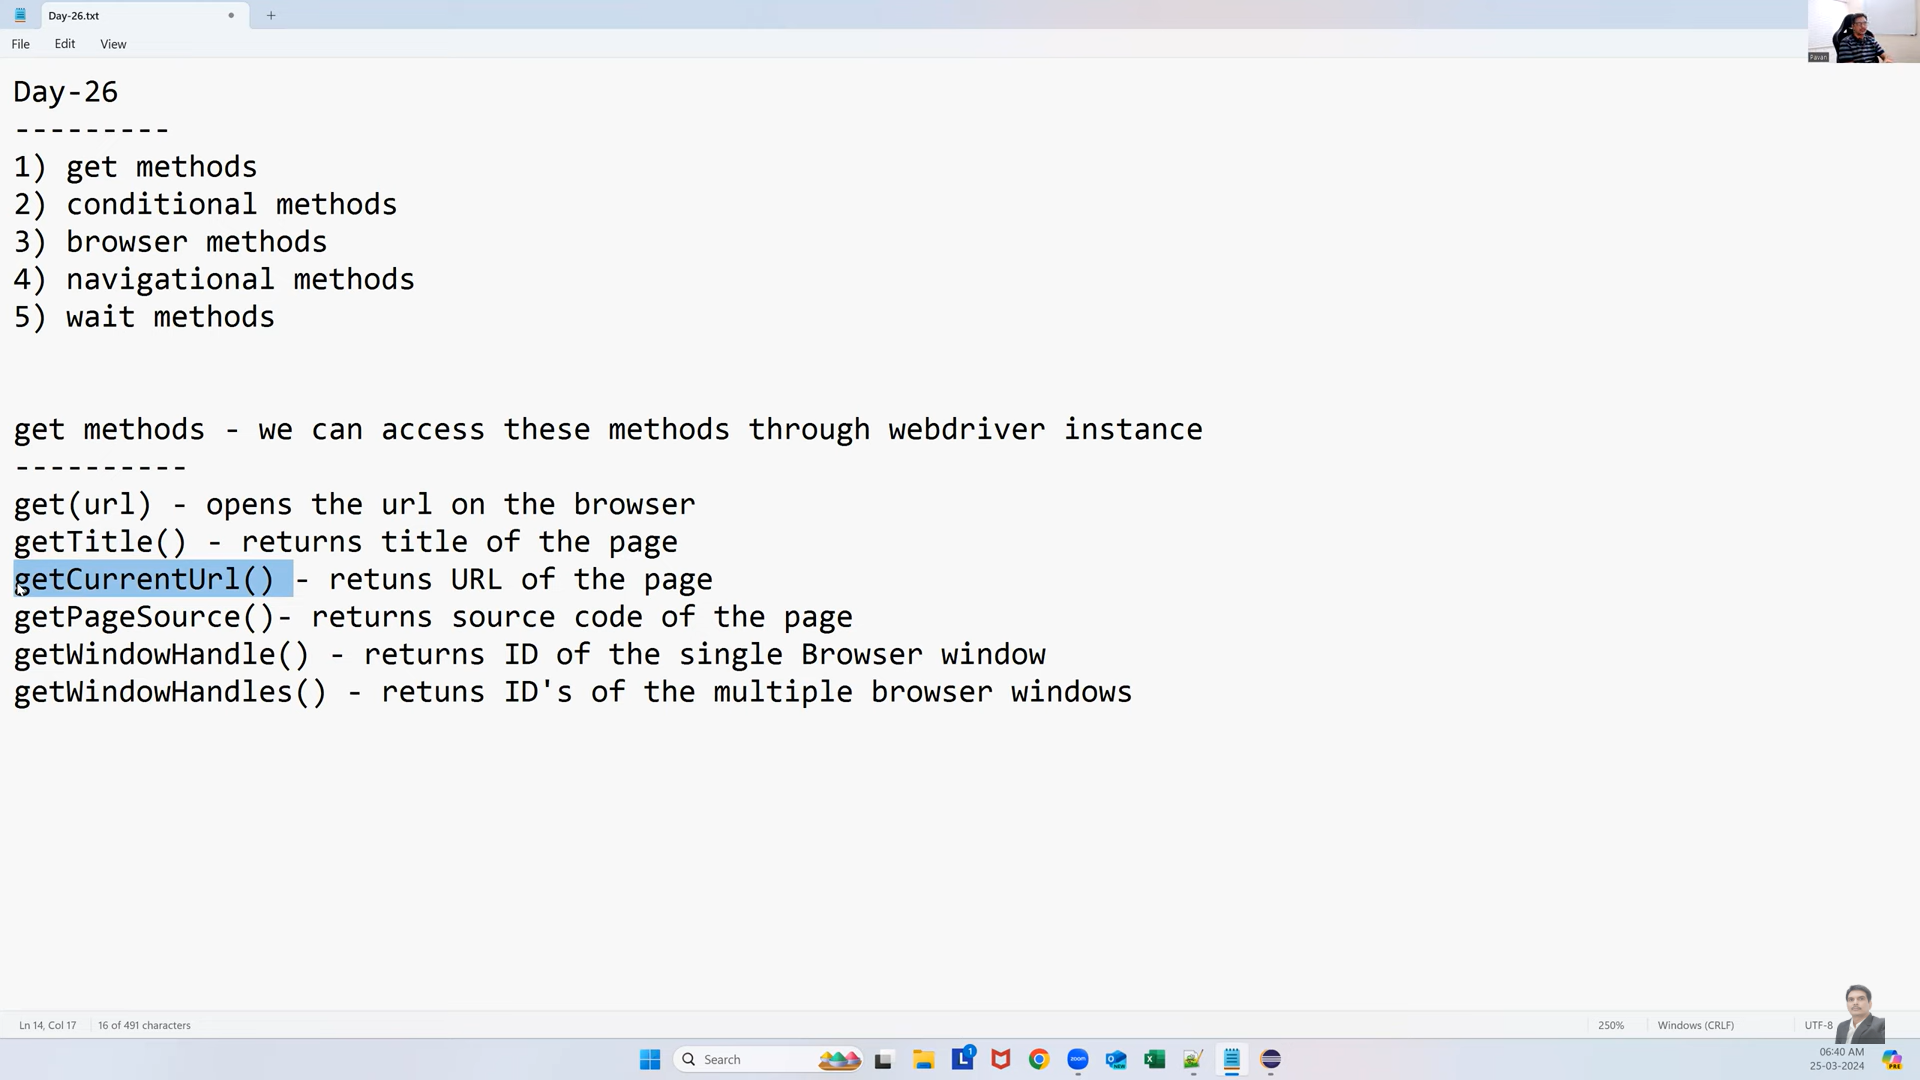 Day-26.txt
File Edit View
Pavan
Day-26
---------
1) get methods
2) conditional methods
3) browser methods
4) navigational methods
5) wait methods
get methods - we can access these methods through webdriver instance
----------
get(url) - opens the url on the browser
getTitle() - returns title of the page
getCurrentUrl() - retuns URL of the page
getPageSource()- returns source code of the page
getWindowHandle() - returns ID of the single Browser window
getWindowHandles() - retuns ID's of the multiple browser windows
Ln 14, Col 17 16 of 491 characters 250% Windows (CRLF) UTF-8
Search L 1 zoom NEW PRE
06:40 AM
25-03-2024